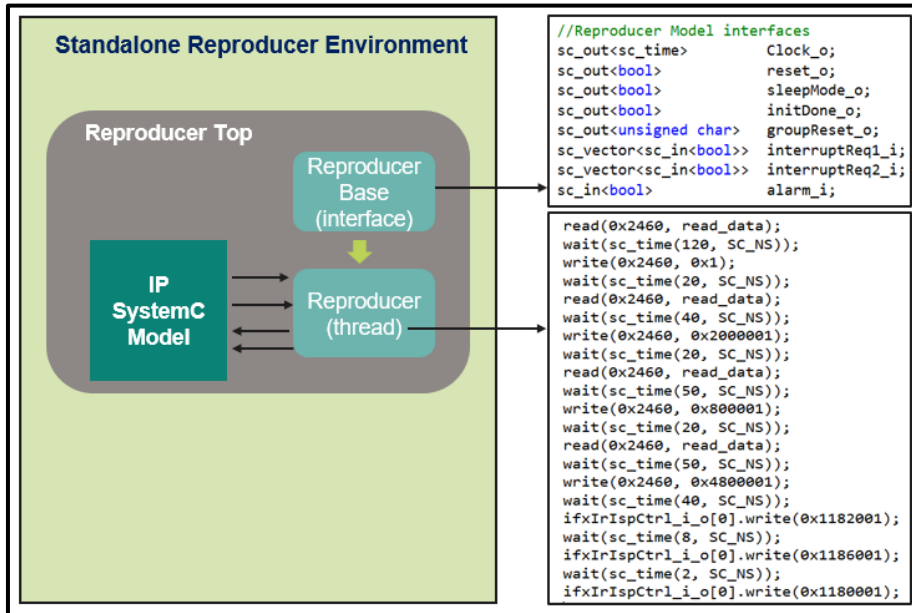 Standalone Reproducer Environment
Reproducer Top
Reproducer
Base
(interface)
IP
SystemC
Model
Reproducer
(thread)
//Reproducer Model interfaces
sc_out<sc_time> Clock_o;
sc_out<bool> reset_o;
sc_out<bool> sleepMode_o;
sc_out<bool> initDone_o;
sc_out<unsigned char> groupReset_o;
sc_vector<sc_in<bool>> interruptReq1_i;
sc_vector<sc_in<bool>> interruptReq2_i;
sc_in<bool> alarm_i;
read(0x2460, read_data);
wait(sc_time(120, SC_NS));
write(0x2460, 0x1);
wait(sc_time(20, SC_NS));
read(0x2460, read_data);
wait(sc_time(40, SC_NS));
write(0x2460, 0x2000001);
wait(sc_time(20, SC_NS));
read(0x2460, read_data);
wait(sc_time(50, SC_NS));
write(0x2460, 0x800001);
wait(sc_time(20, SC_NS));
read(0x2460, read_data);
wait(sc_time(50, SC_NS));
write(0x2460, 0x4800001);
wait(sc_time(40, SC_NS));
ifxIrIspCtrl_i_o[0].write(0x1182001);
wait(sc_time(8, SC_NS));
ifxIrIspCtrl_i_o[0].write(0x1186001);
wait(sc_time(2, SC_NS));
ifxIrIspCtrl_i_o[0].write(0x1180001);